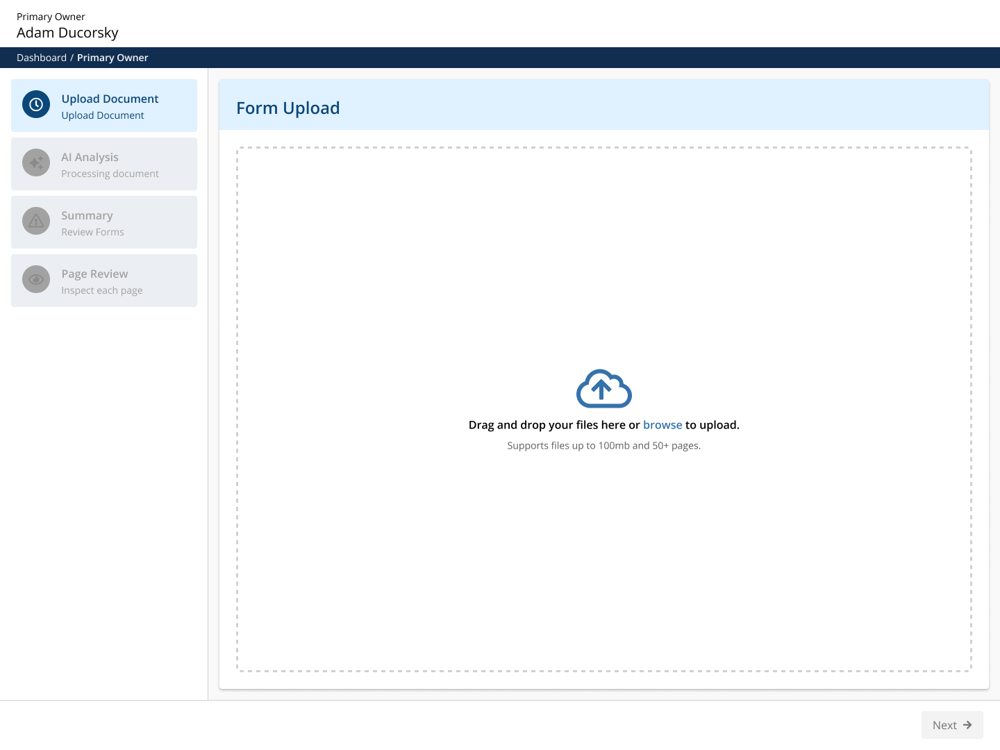 Primary Owner
Adam Ducorsky
Dashboard / Primary Owner
Upload Document
Upload Document
AI Analysis
Processing document
Summary
Review Forms
Page Review
Inspect each page
Form Upload
Drag and drop your files here or browse to upload.
Supports files up to 100mb and 50+ pages.
Next